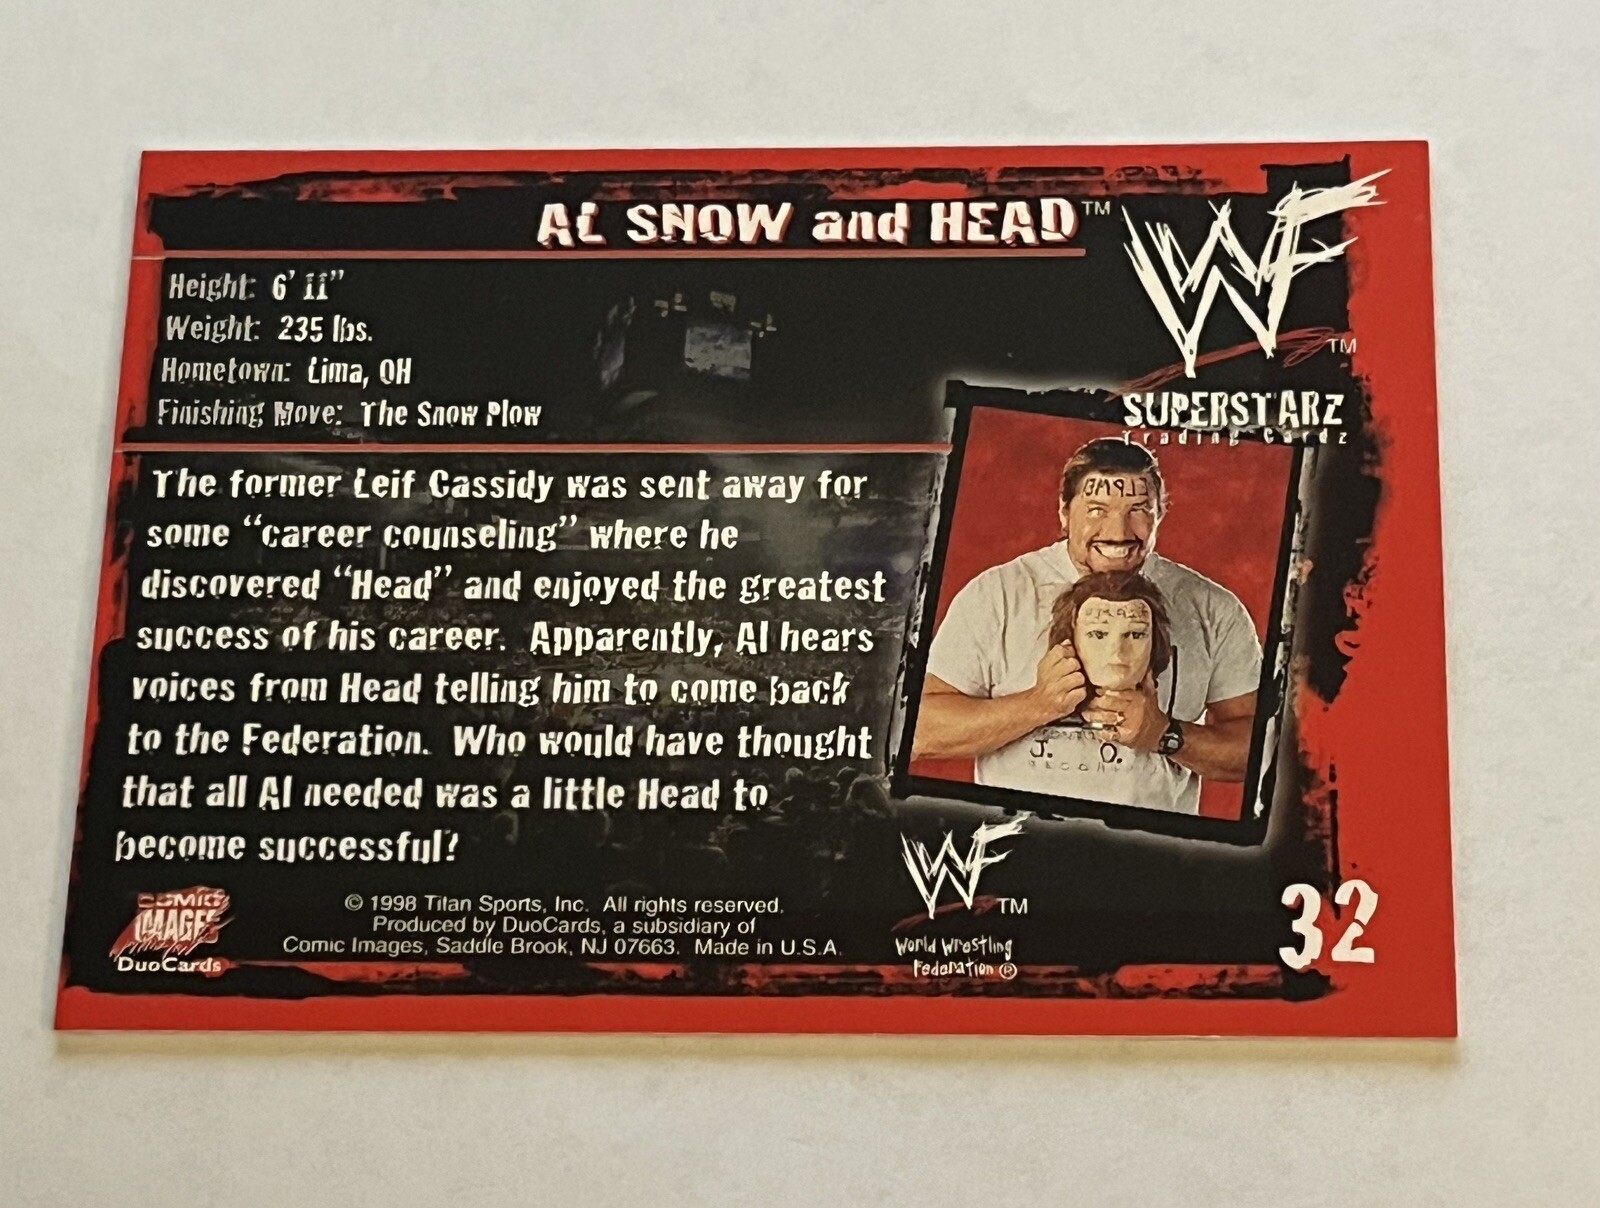 AL SNOW and HEAD™
WF
™
SUPERSTARZ
Trading Cardz
Height: 6' 11"
Weight: 235 lbs.
Hometown: Lima, OH
Finishing Move: The Snow Plow
The former Leif Cassidy was sent away for
some “career counseling” where he
discovered “Head” and enjoyed the greatest
success of his career. Apparently, Al hears
voices from Head telling him to come back
to the Federation. Who would have thought
that all Al needed was a little Head to
become successful?
ELPME
J. O.
COMIC
IMAGES
DuoCards
© 1998 Titan Sports, Inc. All rights reserved.
Produced by DuoCards, a subsidiary of
Comic Images, Saddle Brook, NJ 07663. Made in U.S.A.
WF™
World Wrestling
Federation ®
32